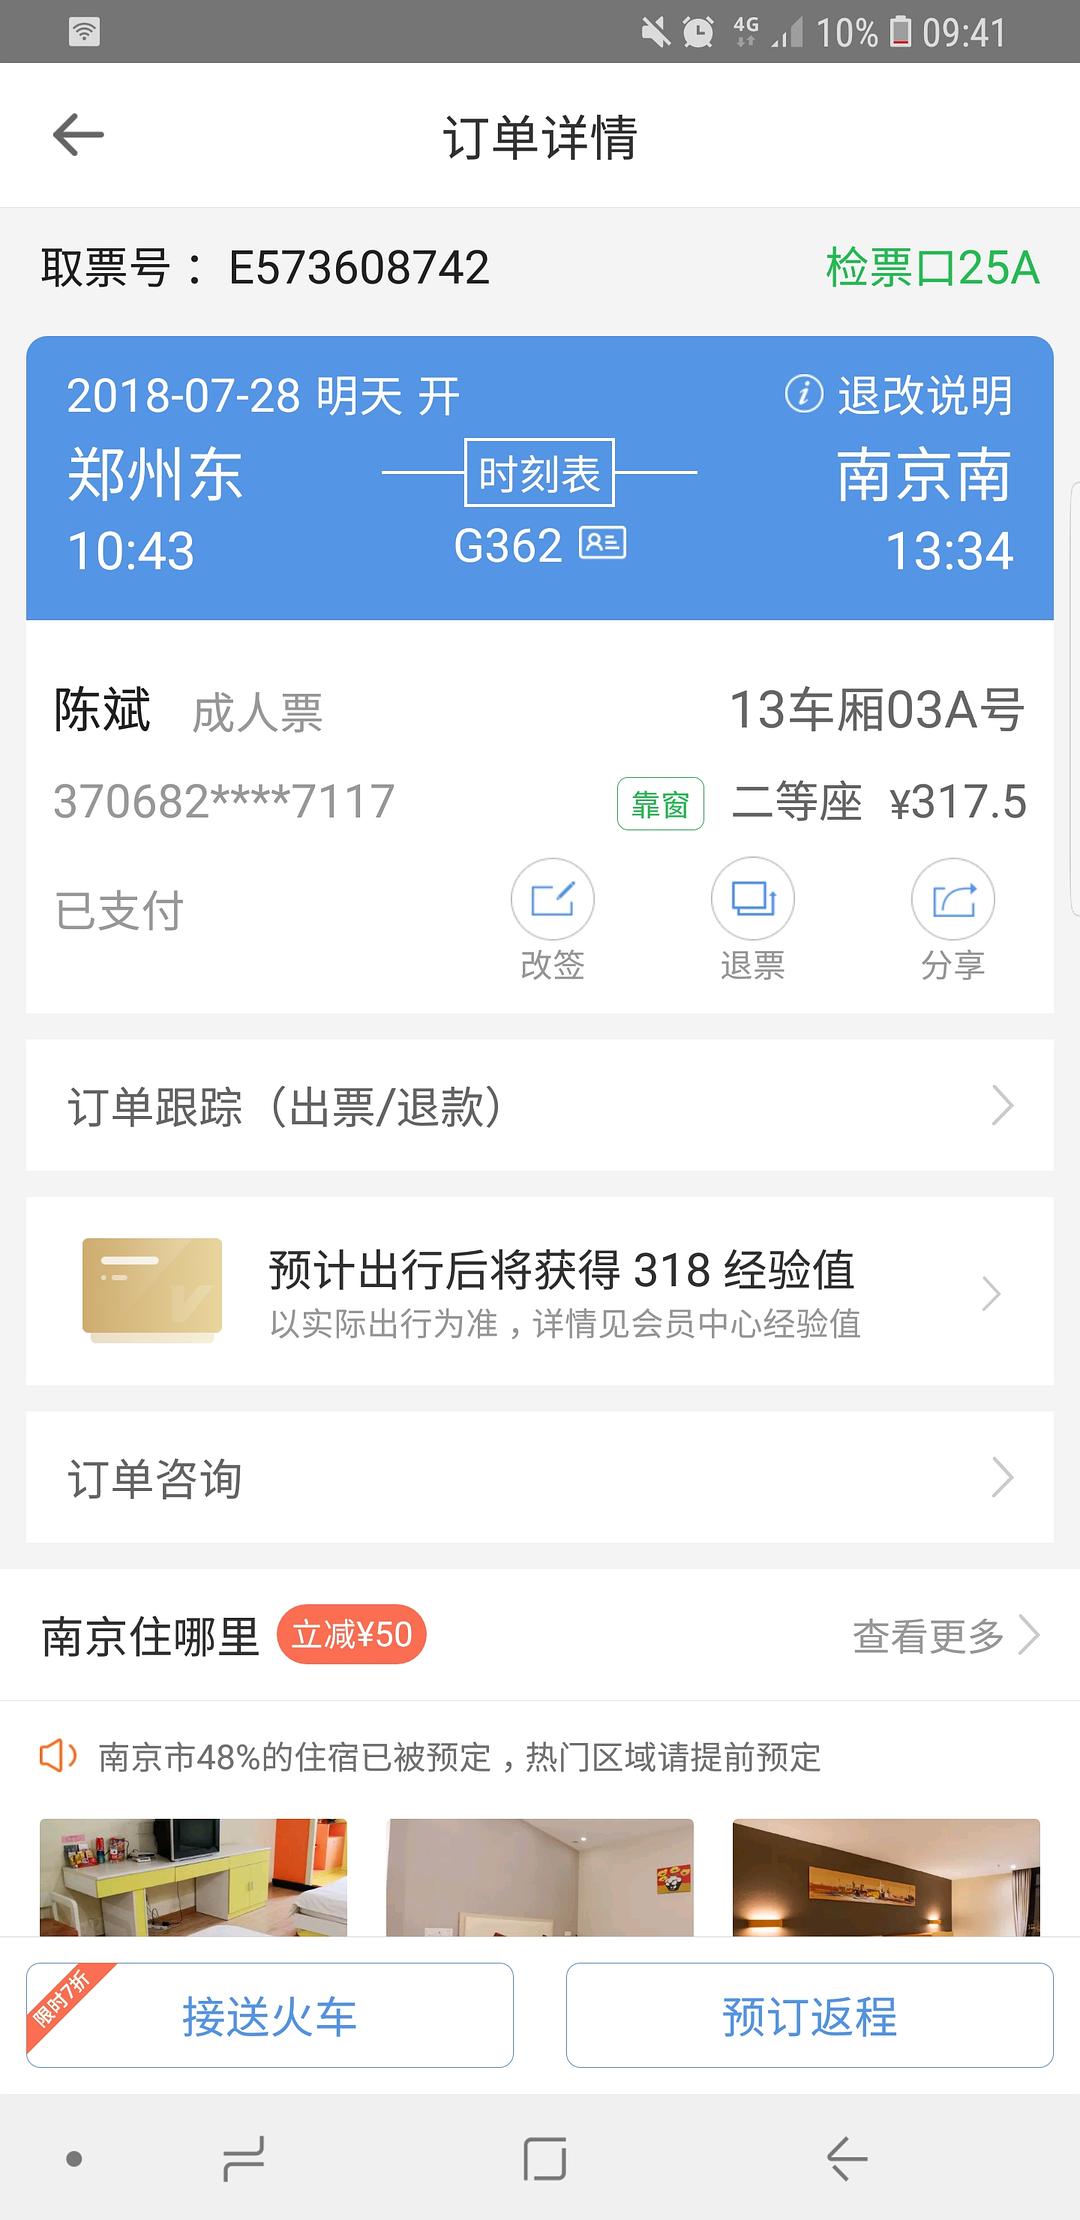 4G 10% 09:41
订单详情
取票号： E573608742 检票口25A
2018-07-28 明天 开 退改说明
郑州东 时刻表 南京南
10:43 G362 13:34
陈斌 成人票 13车厢03A号
370682****7117 靠窗 二等座 ¥317.5
已支付
改签 退票 分享
订单跟踪（出票/退款）
预计出行后将获得 318 经验值
以实际出行为准，详情见会员中心经验值
订单咨询
南京住哪里 立减¥50 查看更多
南京市48%的住宿已被预定，热门区域请提前预定
限时7折 接送火车 预订返程